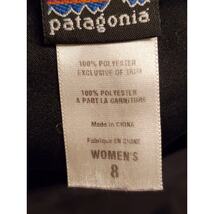 patagonia
100% POLYESTER
EXCLUSIVE OF TRIM
100% POLYESTER
A PART LA GARNITURE
Made in CHINA
Fabriqué EN CHINE
WOMEN'S
8